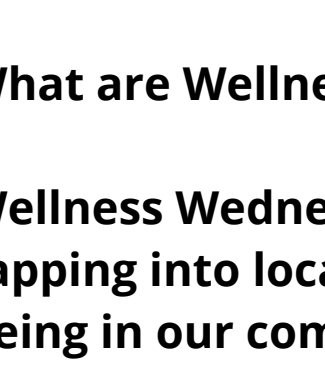 What are Wellne
Wellness Wedne
apping into loca
eing in our com